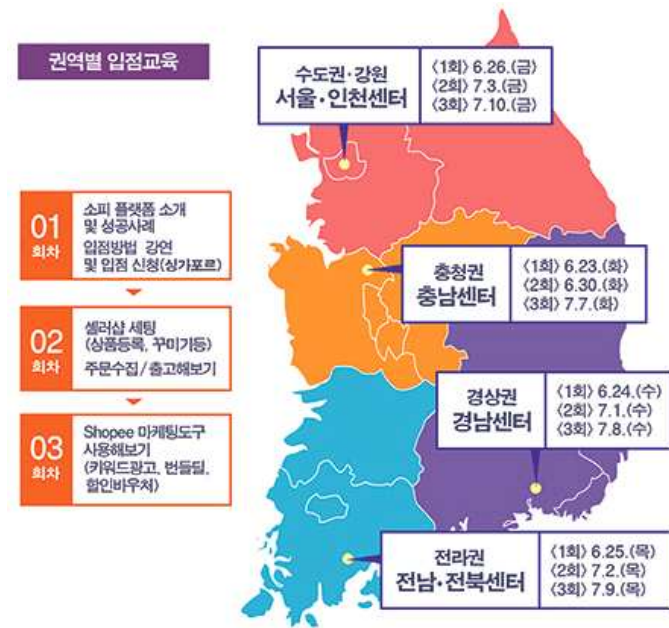 권역별 입점교육
수도권·강원
서울·인천센터
〈1회〉 6.26.(금)
〈2회〉 7.3.(금)
〈3회〉 7.10.(금)
01
회차
소피 플랫폼 소개
및 성공사례
입점방법 강연
및 입점 신청(싱가포르)
충청권
충남센터
〈1회〉 6.23.(화)
〈2회〉 6.30.(화)
〈3회〉 7.7.(화)
02
회차
셀러샵 세팅
(상품등록, 꾸미기등)
주문수집/출고해보기
경상권
경남센터
〈1회〉 6.24.(수)
〈2회〉 7.1.(수)
〈3회〉 7.8.(수)
03
회차
Shopee 마케팅도구
사용해보기
(키워드광고, 번들딜,
할인바우처)
전라권
전남·전북센터
〈1회〉 6.25.(목)
〈2회〉 7.2.(목)
〈3회〉 7.9.(목)